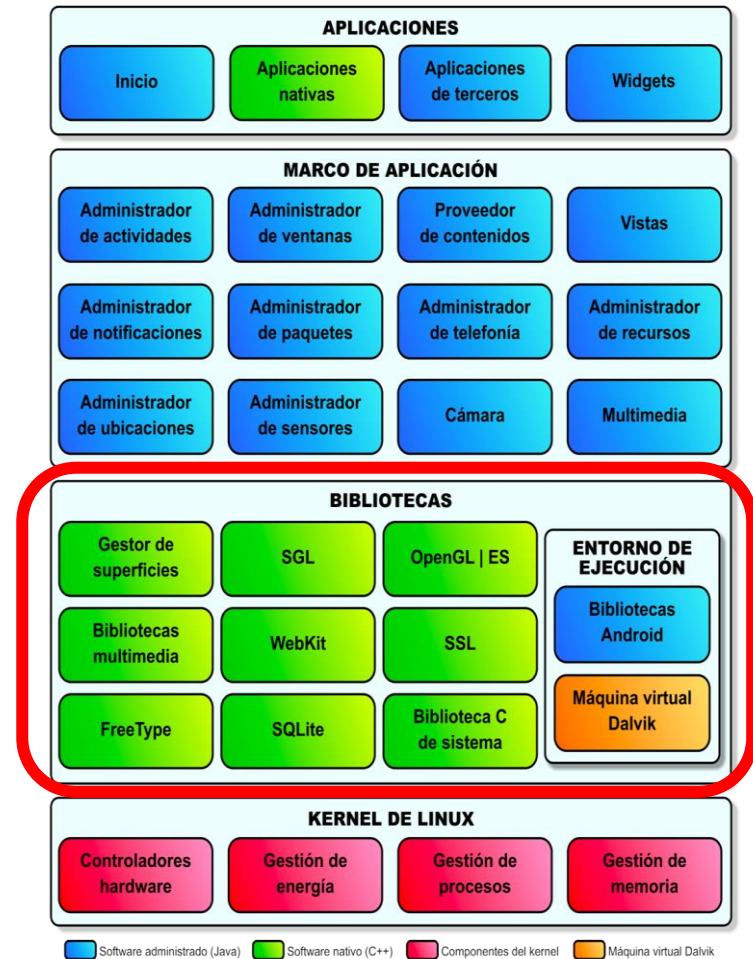 APLICACIONES
Inicio
Aplicaciones
nativas
Aplicaciones
de terceros
Widgets
MARCO DE APLICACIÓN
Administrador
de actividades
Administrador
de ventanas
Proveedor
de contenidos
Vistas
Administrador
de notificaciones
Administrador
de paquetes
Administrador
de telefonía
Administrador
de recursos
Administrador
de ubicaciones
Administrador
de sensores
Cámara
Multimedia
BIBLIOTECAS
Gestor de
superficies
SGL
OpenGL | ES
Bibliotecas
multimedia
WebKit
SSL
FreeType
SQLite
Biblioteca C
de sistema
ENTORNO DE
EJECUCIÓN
Bibliotecas
Android
Máquina virtual
Dalvik
KERNEL DE LINUX
Controladores
hardware
Gestión de
energía
Gestión de
procesos
Gestión de
memoria
Software administrado (Java)
Software nativo (C++)
Componentes del kernel
Máquina virtual Dalvik